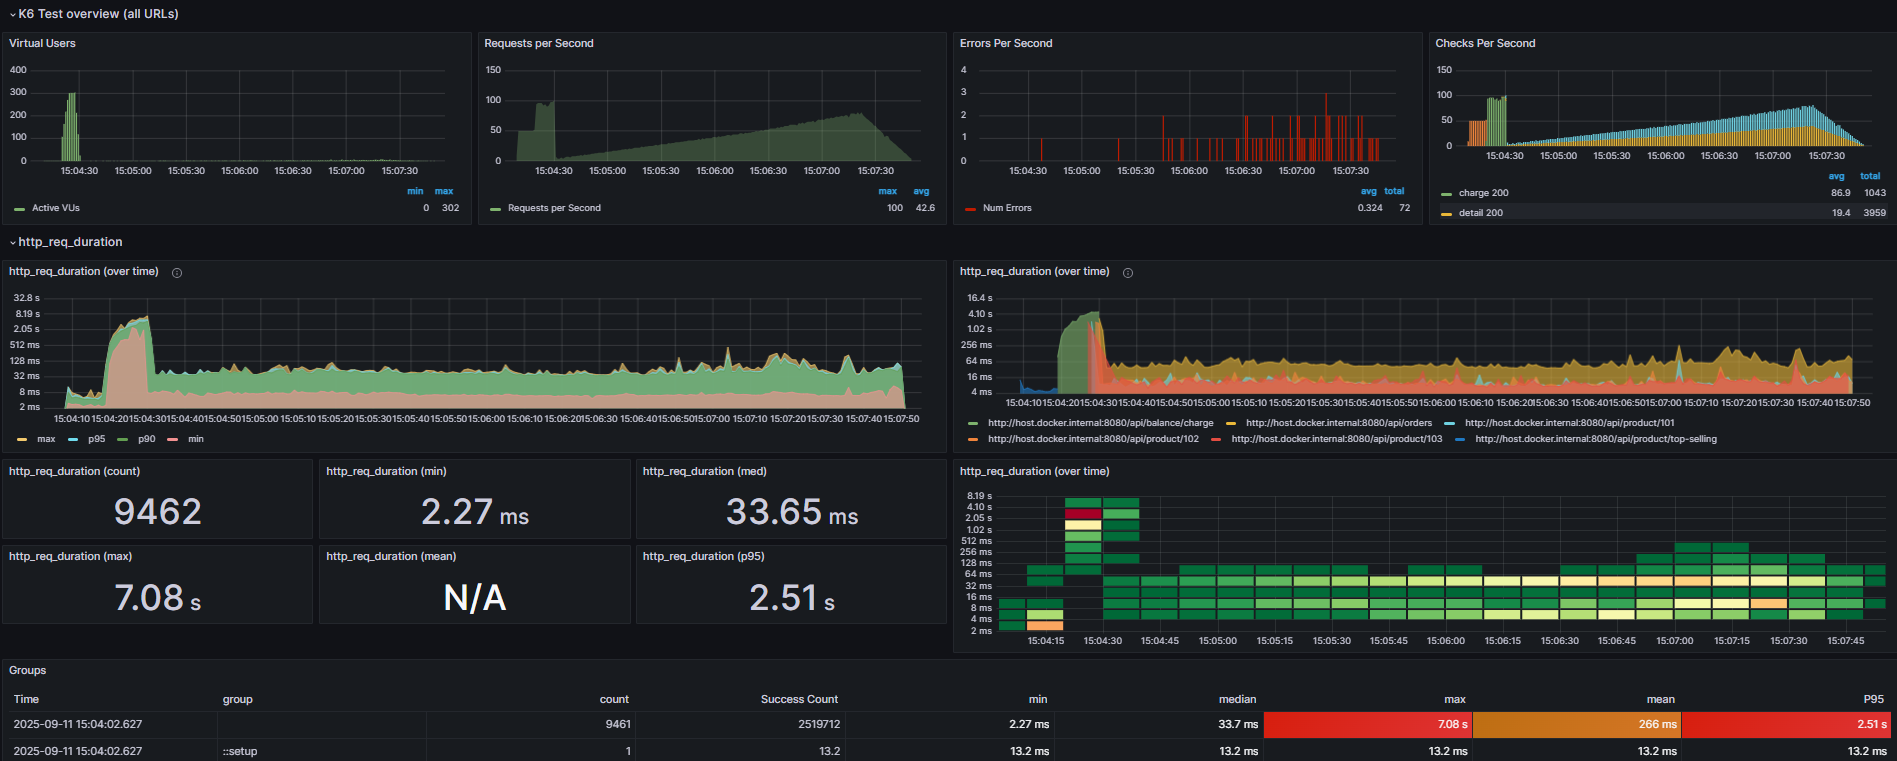 K6 Test overview (all URLs)
Virtual Users
400
300
200
100
0
15:04:30 15:05:00 15:05:30 15:06:00 15:06:30 15:07:00 15:07:30
min max
Active VUs 0 302
Requests per Second
150
100
50
0
15:04:30 15:05:00 15:05:30 15:06:00 15:06:30 15:07:00 15:07:30
max avg
Requests per Second 100 42.6
Errors Per Second
4
3
2
1
0
15:04:30 15:05:00 15:05:30 15:06:00 15:06:30 15:07:00 15:07:30
avg total
Num Errors 0.324 72
Checks Per Second
150
100
50
0
15:04:30 15:05:00 15:05:30 15:06:00 15:06:30 15:07:00 15:07:30
avg total
charge 200 86.9 1043
detail 200 19.4 3959
http_req_duration
http_req_duration (over time)
32.8 s
8.19 s
2.05 s
512 ms
128 ms
32 ms
8 ms
2 ms
15:04:10 15:04:20 15:04:30 15:04:40 15:04:50 15:05:00 15:05:10 15:05:20 15:05:30 15:05:40 15:05:50 15:06:00 15:06:10 15:06:20 15:06:30 15:06:40 15:06:50 15:07:00 15:07:10 15:07:20 15:07:30 15:07:40 15:07:50
max p95 p90 min
http_req_duration (over time)
16.4 s
4.10 s
1.02 s
256 ms
64 ms
16 ms
4 ms
15:04:10 15:04:20 15:04:30 15:04:40 15:04:50 15:05:00 15:05:10 15:05:20 15:05:30 15:05:40 15:05:50 15:06:00 15:06:10 15:06:20 15:06:30 15:06:40 15:06:50 15:07:00 15:07:10 15:07:20 15:07:30 15:07:40 15:07:50
http://host.docker.internal:8080/api/balance/charge http://host.docker.internal:8080/api/orders http://host.docker.internal:8080/api/product/101
http://host.docker.internal:8080/api/product/102 http://host.docker.internal:8080/api/product/103 http://host.docker.internal:8080/api/product/top-selling
http_req_duration (count)
9462
http_req_duration (min)
2.27 ms
http_req_duration (med)
33.65 ms
http_req_duration (max)
7.08 s
http_req_duration (mean)
N/A
http_req_duration (p95)
2.51 s
http_req_duration (over time)
8.19 s
4.10 s
2.05 s
1.02 s
512 ms
256 ms
128 ms
64 ms
32 ms
16 ms
8 ms
4 ms
2 ms
15:04:15 15:04:30 15:04:45 15:05:00 15:05:15 15:05:30 15:05:45 15:06:00 15:06:15 15:06:30 15:06:45 15:07:00 15:07:15 15:07:30 15:07:45
Groups
Time group count Success Count min median max mean P95
2025-09-11 15:04:02.627 9461 2519712 2.27 ms 33.7 ms 7.08 s 266 ms 2.51 s
2025-09-11 15:04:02.627 ::setup 1 13.2 13.2 ms 13.2 ms 13.2 ms 13.2 ms 13.2 ms